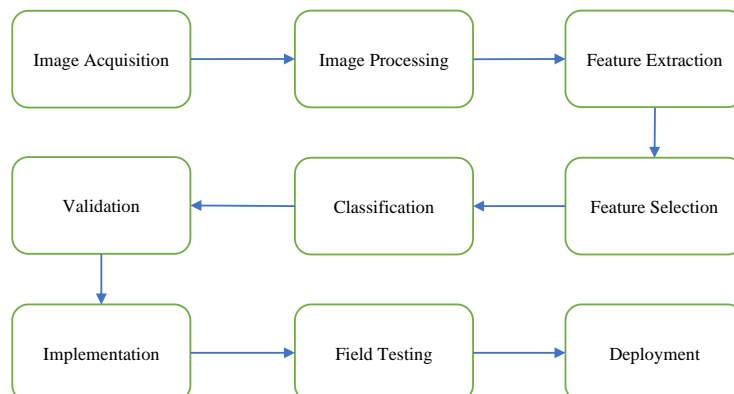 Image Acquisition
Image Processing
Feature Extraction
Feature Selection
Classification
Validation
Implementation
Field Testing
Deployment